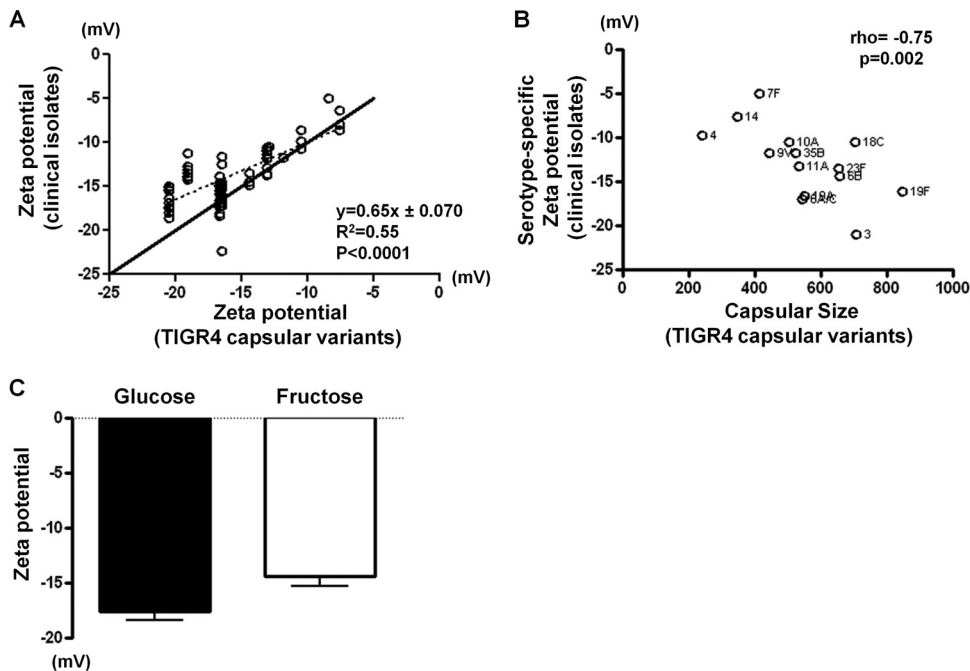 A
(mV)
0
-5
-10
-15
-20
-25
Zeta potential
(clinical isolates)
y=0.65x ± 0.070
R²=0.55
P<0.0001
(mV)
-25
-20
-15
-10
-5
0
Zeta potential
(TIGR4 capsular variants)
B
(mV)
rho= -0.75
p=0.002
0
-5
-10
-15
-20
-25
Serotype-specific
Zeta potential
(clinical isolates)
7F
14
4
10A
18C
9V
35B
11A
23F
6B
19A
6A/C
19F
3
0
200
400
600
800
1000
Capsular Size
(TIGR4 capsular variants)
C
Glucose
Fructose
0
-5
-10
-15
-20
Zeta potential
(mV)